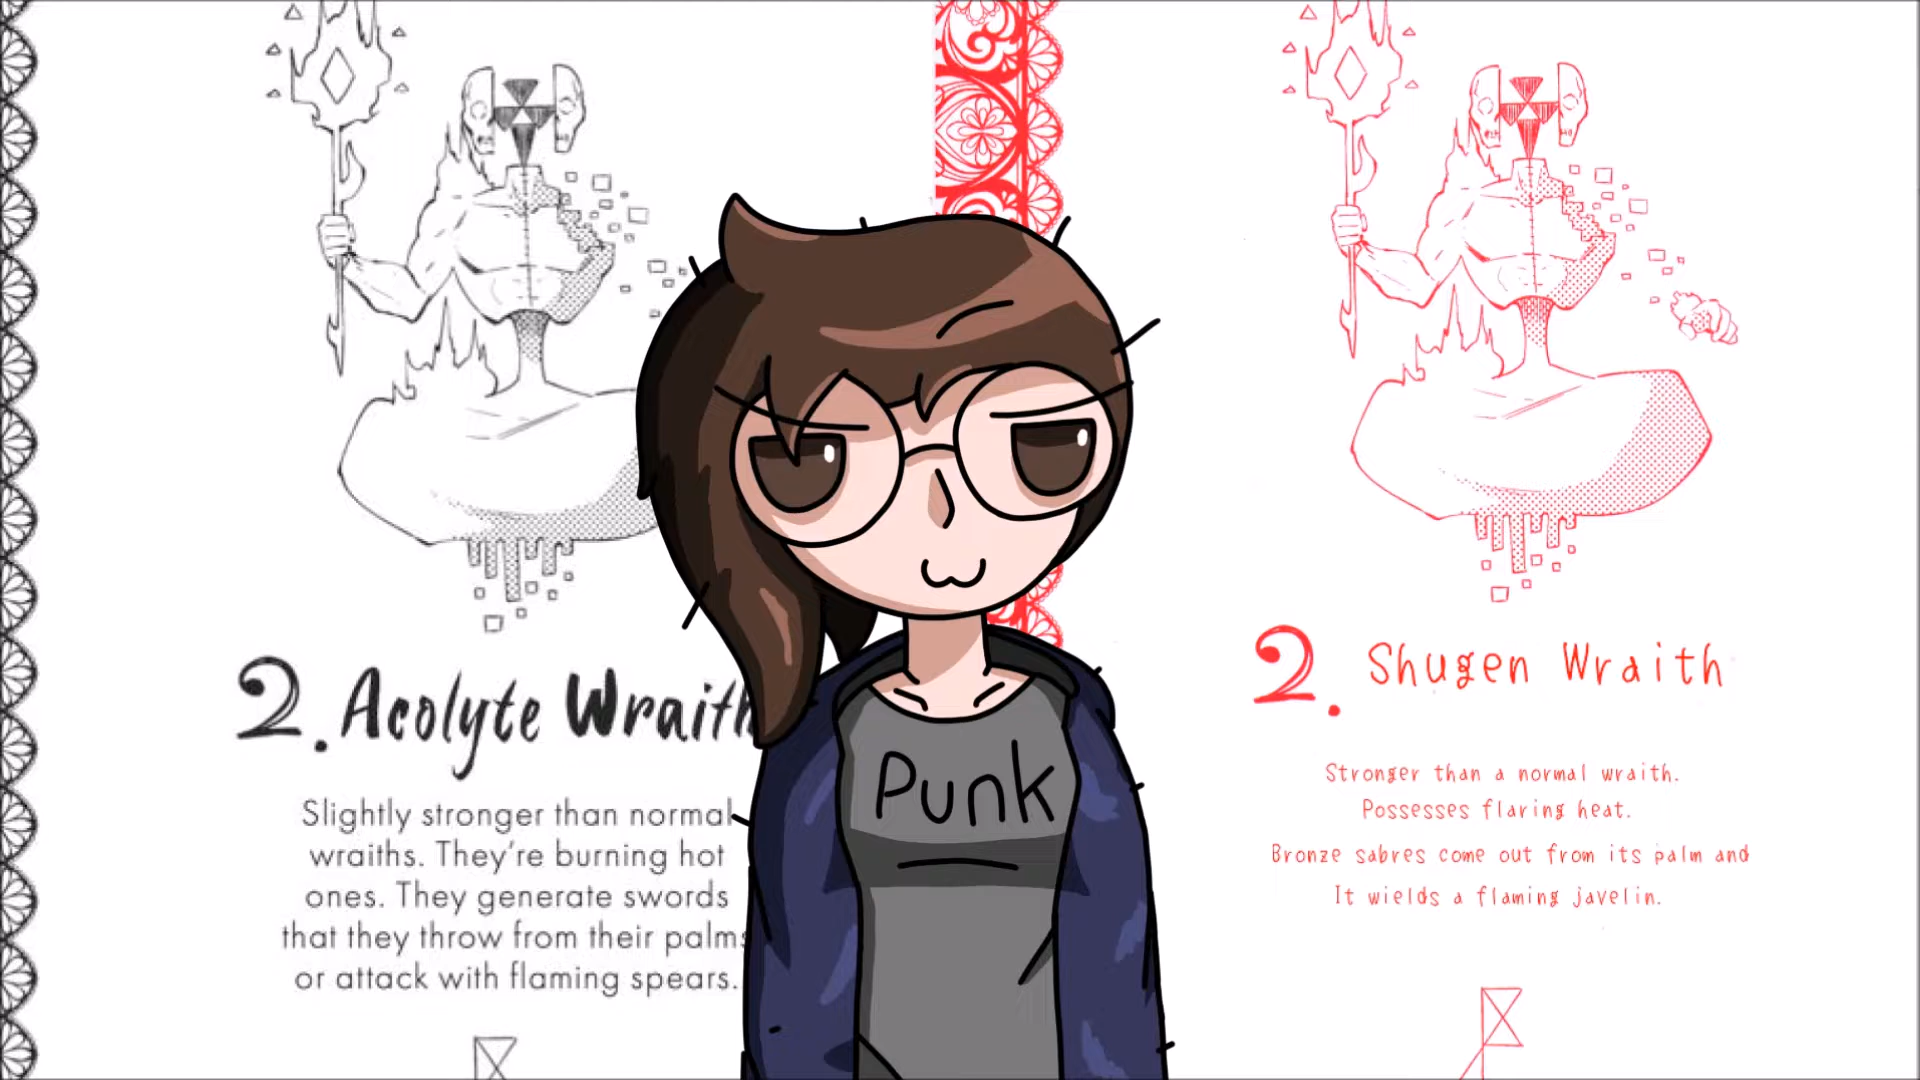 2. Acolyte Wraith
Slightly stronger than normal
wraiths. They're burning hot
ones. They generate swords
that they throw from their palms
or attack with flaming spears.
Punk
2. Shugen Wraith
Stronger than a normal wraith.
Possesses flaring heat.
Bronze sabres come out from its palm and
It wields a flaming javelin.